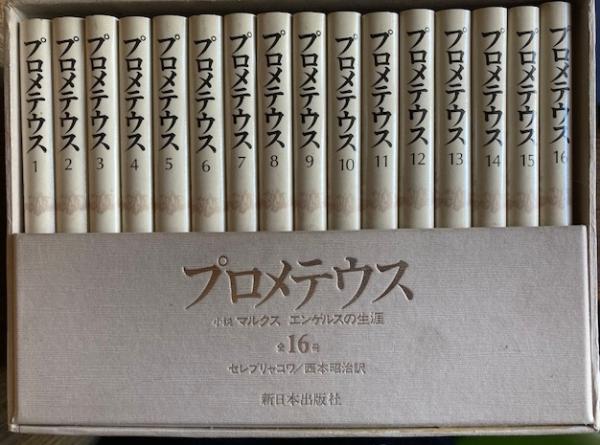 プロメテウス 1
プロメテウス 2
プロメテウス 3
プロメテウス 4
プロメテウス 5
プロメテウス 6
プロメテウス 7
プロメテウス 8
プロメテウス 9
プロメテウス 10
プロメテウス 11
プロメテウス 12
プロメテウス 13
プロメテウス 14
プロメテウス 15
プロメテウス 16
プロメテウス
小説 マルクス エンゲルスの生涯
全16冊
セレブリャコワ/西本昭治訳
新日本出版社